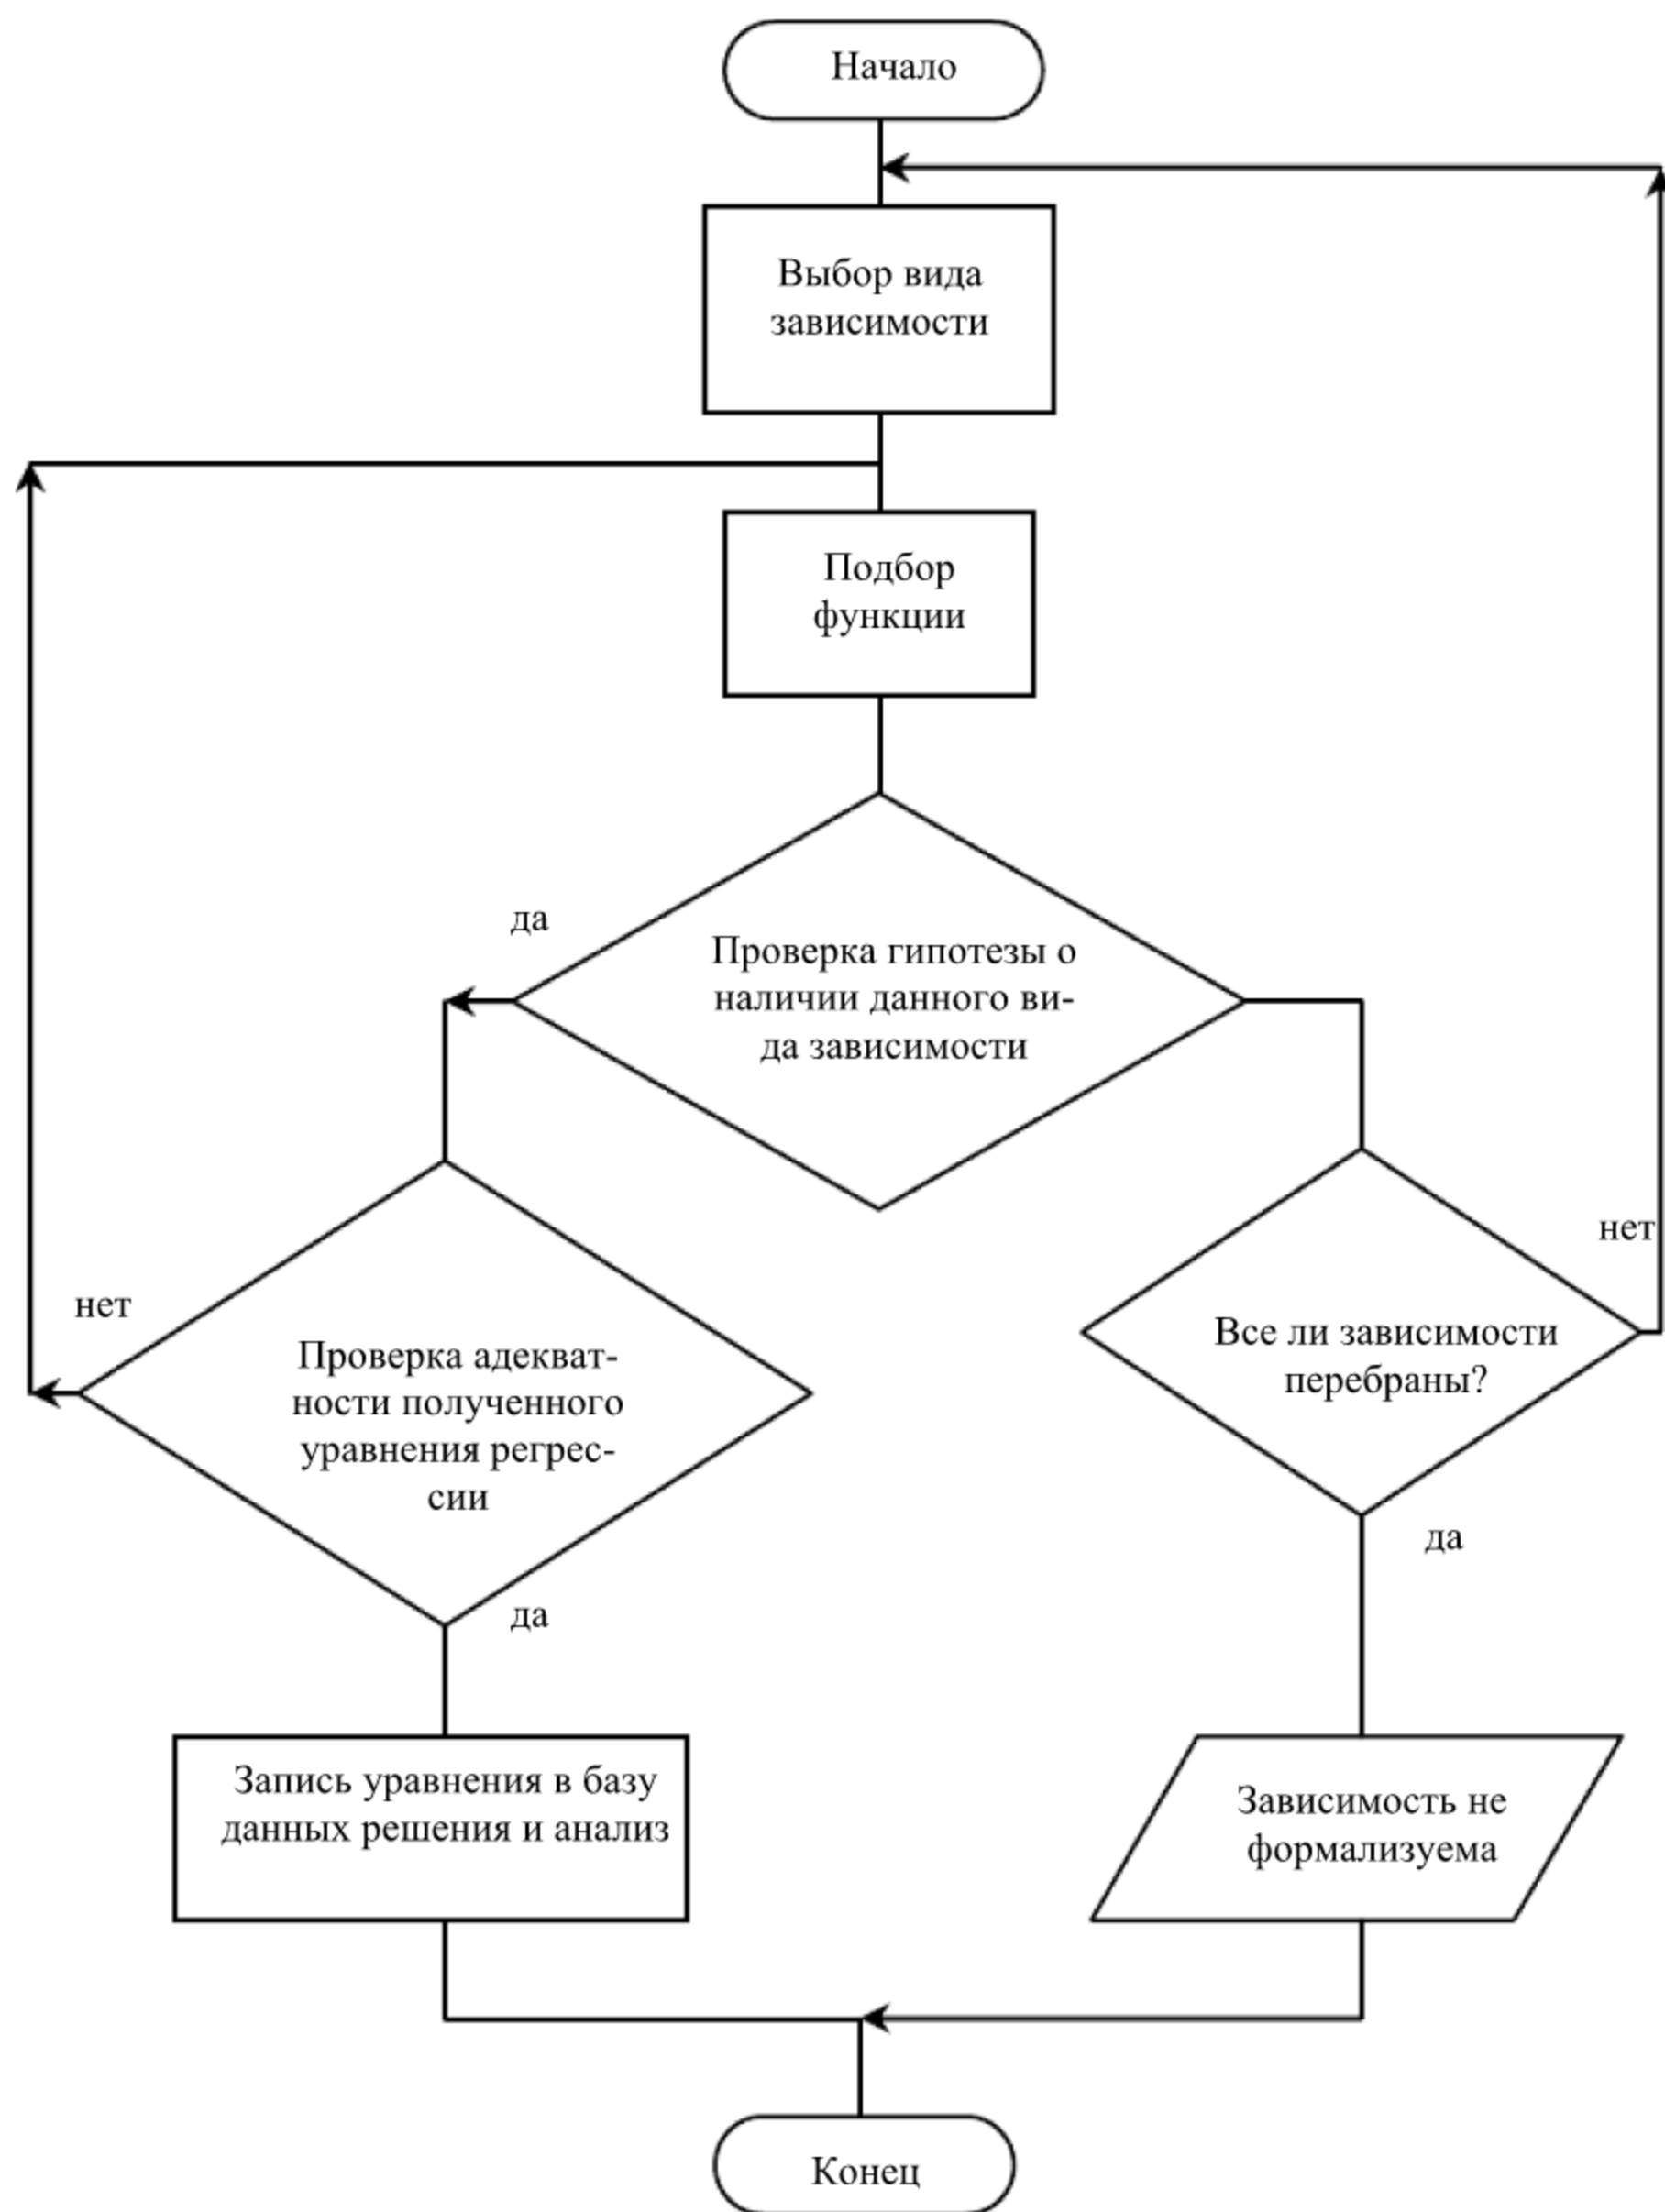 Начало
Выбор вида
зависимости
Подбор
функции
да
Проверка гипотезы о
наличии данного ви-
да зависимости
нет
нет
Проверка адекват-
ности полученного
уравнения регрес-
сии
Все ли зависимости
перебраны?
да
да
Запись уравнения в базу
данных решения и анализ
Зависимость не
формализуема
Конец